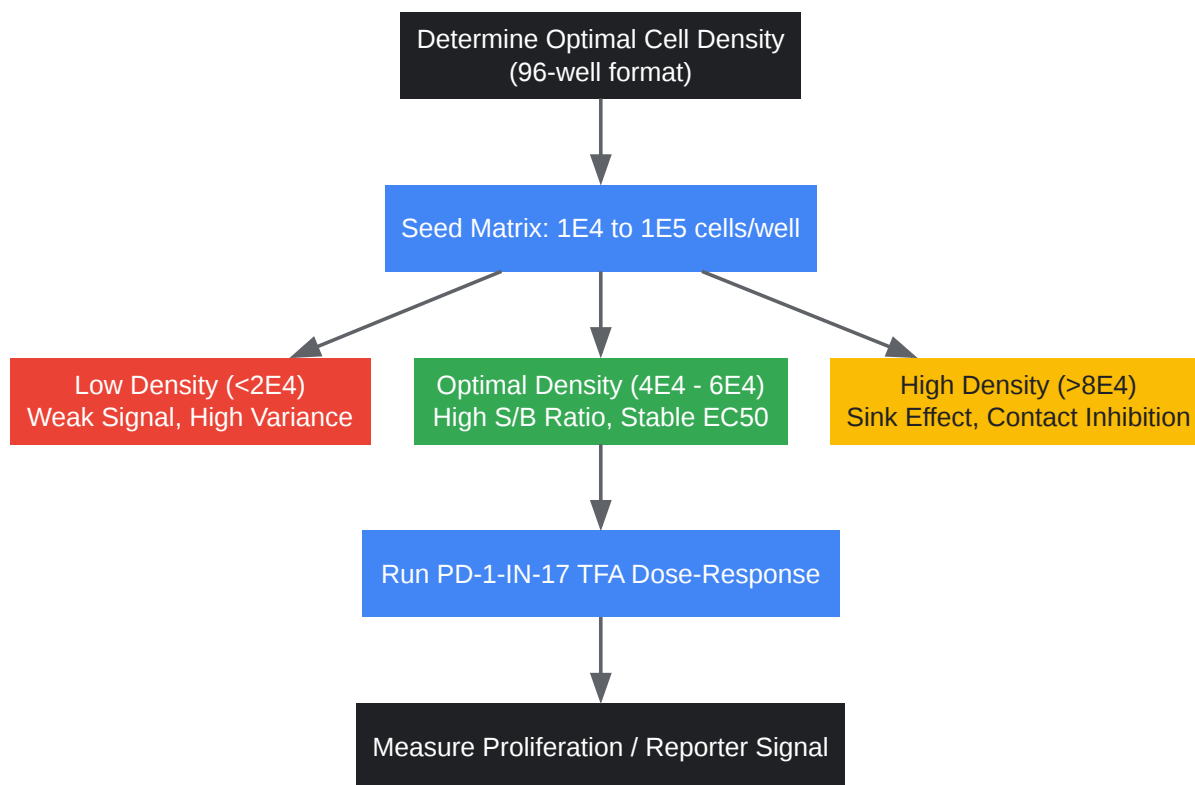 Determine Optimal Cell Density
(96-well format)
Seed Matrix: 1E4 to 1E5 cells/well
Low Density (<2E4)
Weak Signal, High Variance
Optimal Density (4E4 - 6E4)
High S/B Ratio, Stable EC50
High Density (>8E4)
Sink Effect, Contact Inhibition
Run PD-1-IN-17 TFA Dose-Response
Measure Proliferation / Reporter Signal